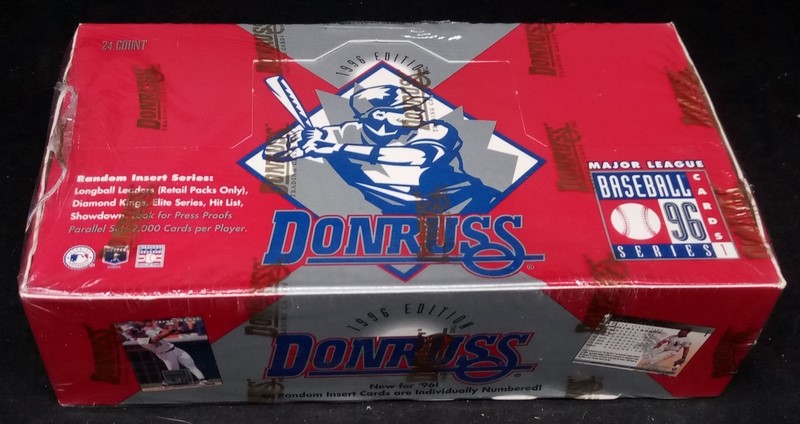 24 COUNT
1996 EDITION
DONRUSS
Random Insert Series:
Longball Leaders (Retail Packs Only),
Diamond Kings, Elite Series, Hit List,
Showdown. Look for Press Proofs
Parallel Set 2,000 Cards per Player.
MAJOR LEAGUE
BASEBALL
96
CARDS
SERIES 1
DONRUSS
1996 EDITION
DONRUSS
New for '96!
Random Insert Cards are Individually Numbered!